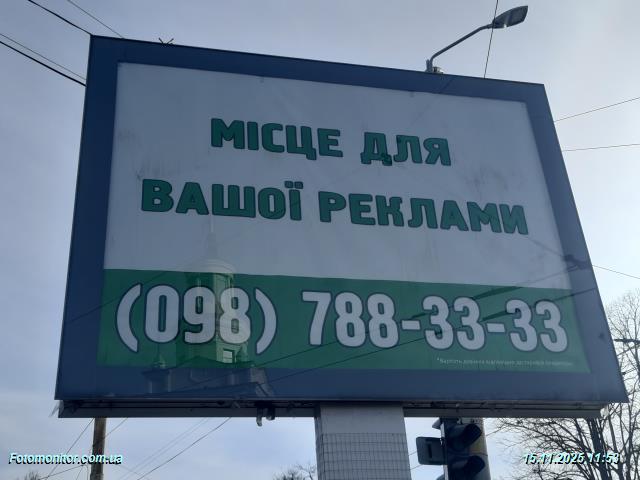 МІСЦЕ ДЛЯ
ВАШОЇ РЕКЛАМИ
(098) 788-33-33
Fotomonitor.com.ua
15.11.2025 11:53